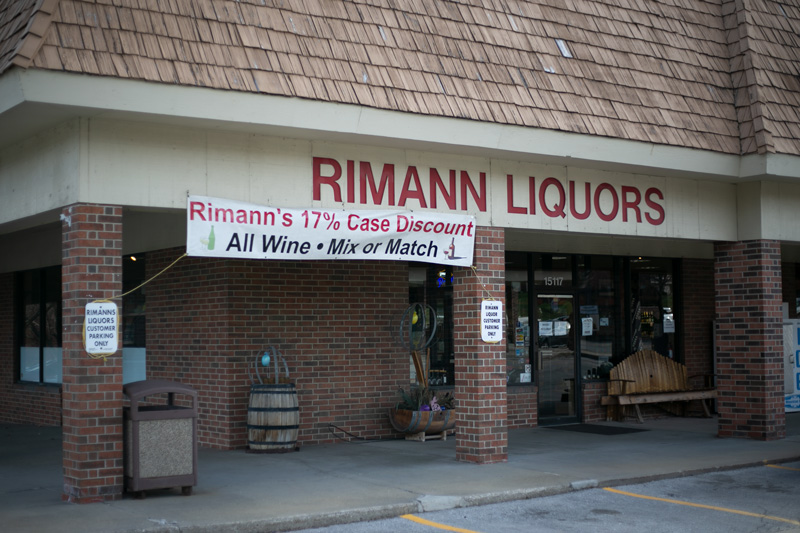 RIMANN LIQUORS
Rimann's 17% Case Discount
All Wine • Mix or Match
15117
RIMANNS
LIQUORS
CUSTOMER
PARKING
ONLY
RIMANN
LIQUOR
CUSTOMER
PARKING
ONLY